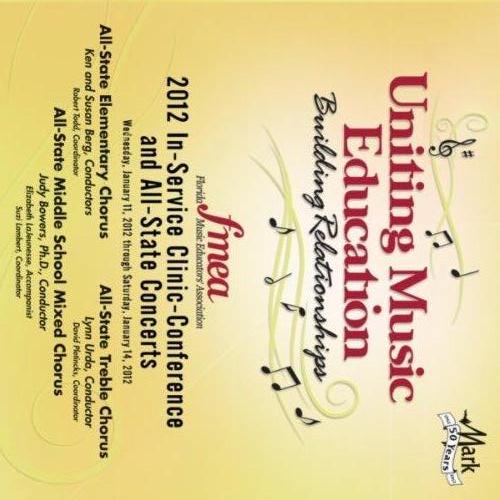 Mark
50 Years
Uniting Music
Education
Building Relationships
fmea
Florida Music Educators' Association
2012 In-Service Clinic-Conference
and All-State Concerts
Wednesday, January 11, 2012 through Saturday, January 14, 2012
All-State Elementary Chorus
Ken and Susan Berg, Conductors
Robert Todd, Coordinator
All-State Treble Chorus
Lynn Urda, Conductor
David Pletincks, Coordinator
All-State Middle School Mixed Chorus
Judy Bowers, Ph.D., Conductor
Elizabeth LaJeunesse, Accompanist
Suzi Lambert, Coordinator